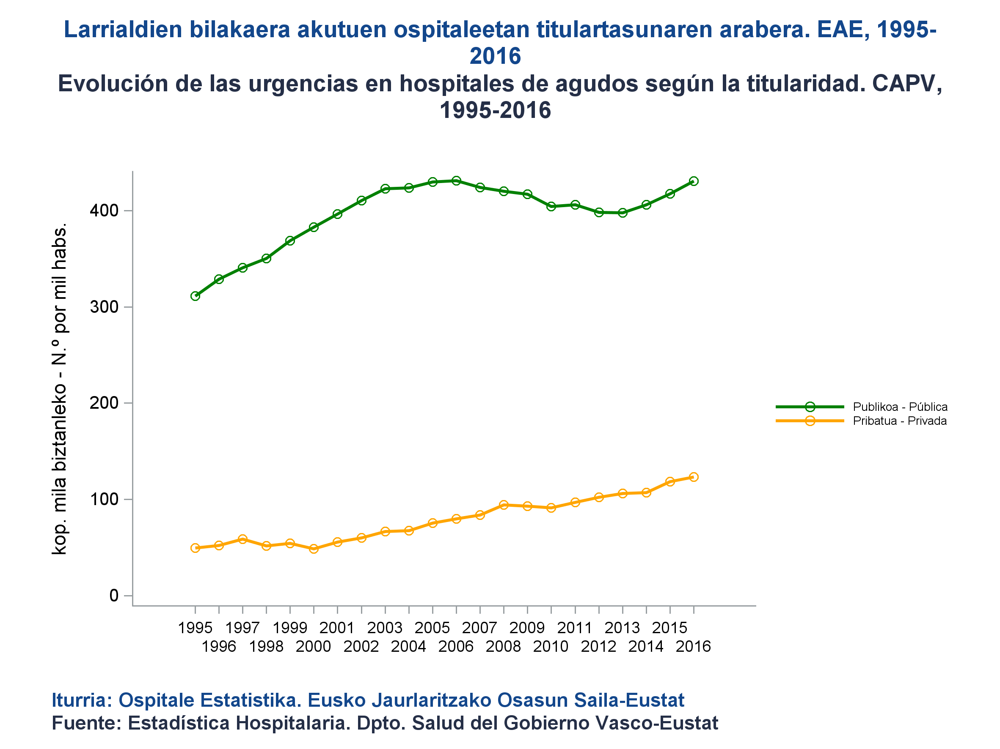 Larrialdien bilakaera akutuen ospitaleetan titulartasunaren arabera. EAE, 1995-
2016
Evolución de las urgencias en hospitales de agudos según la titularidad. CAPV,
1995-2016
kop. mila biztanleko - N.º por mil habs.
400
300
200
100
0
Publikoa - Pública
Pribatua - Privada
1995 1997 1999 2001 2003 2005 2007 2009 2011 2013 2015
1996 1998 2000 2002 2004 2006 2008 2010 2012 2014 2016
Iturria: Ospitale Estatistika. Eusko Jaurlaritzako Osasun Saila-Eustat
Fuente: Estadística Hospitalaria. Dpto. Salud del Gobierno Vasco-Eustat